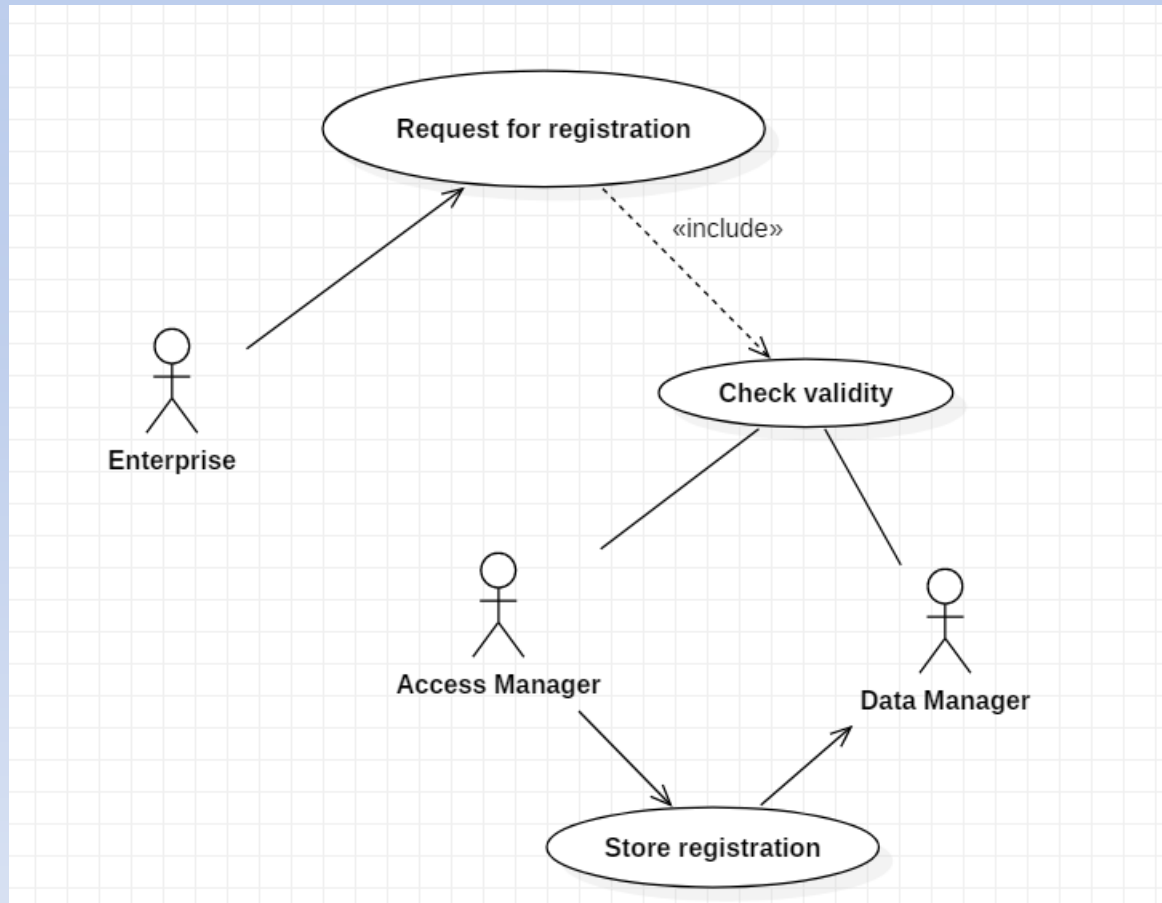 Request for registration
«include»
Check validity
Enterprise
Access Manager
Data Manager
Store registration